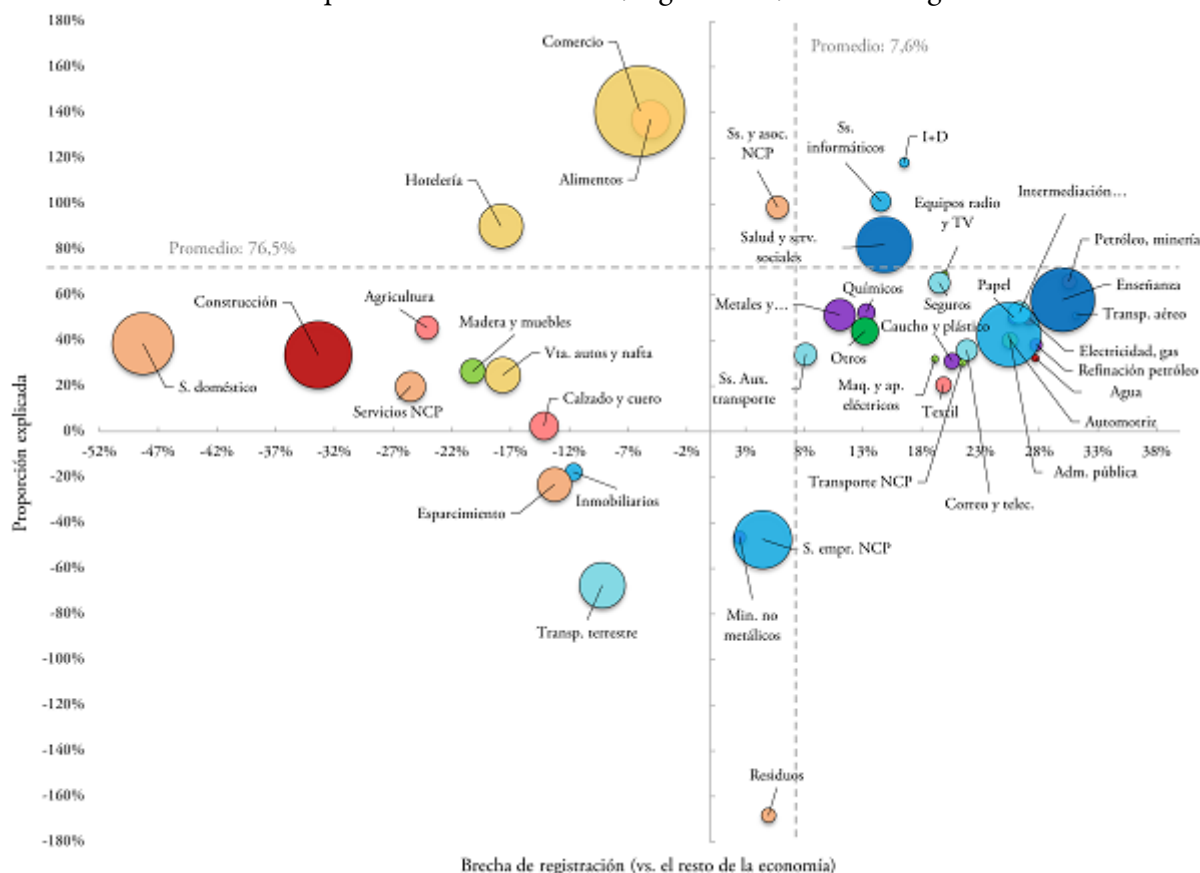 180%
Comercio
Promedio: 7,6%
160%
140%
Ss. y asoc.
NCP
Ss.
informáticos
I+D
120%
Alimentos
Hotelería
Intermediación...
100%
Equipos radio
y TV
80%
Promedio: 76,5%
Salud y serv.
sociales
Petróleo, minería
60%
Construcción
Agricultura
Metales y...
Químicos
Seguros
Papel
Enseñanza
Transp. aéreo
Madera y muebles
Caucho y plástico
40%
Vta. autos y nafta
Otros
Electricidad, gas
Refinación petróleo
20%
S. doméstico
Servicios NCP
Calzado y cuero
Ss. Aux.
transporte
Maq. y ap.
eléctricos
Textil
Agua
Automotriz
0%
-52% -47% -42% -37% -32% -27% -22% -17% -12% -7% -2% 3% 8% 13% 18% 23% 28% 33% 38%
-20%
Esparcimiento
Inmobiliarios
Transporte NCP
Adm. pública
Correo y telec.
-40%
S. empr. NCP
-60%
-80%
Transp. terrestre
Min. no
metálicos
-100%
-120%
-140%
Residuos
-160%
-180%
Proporción explicada
Brecha de registración (vs. el resto de la economía)